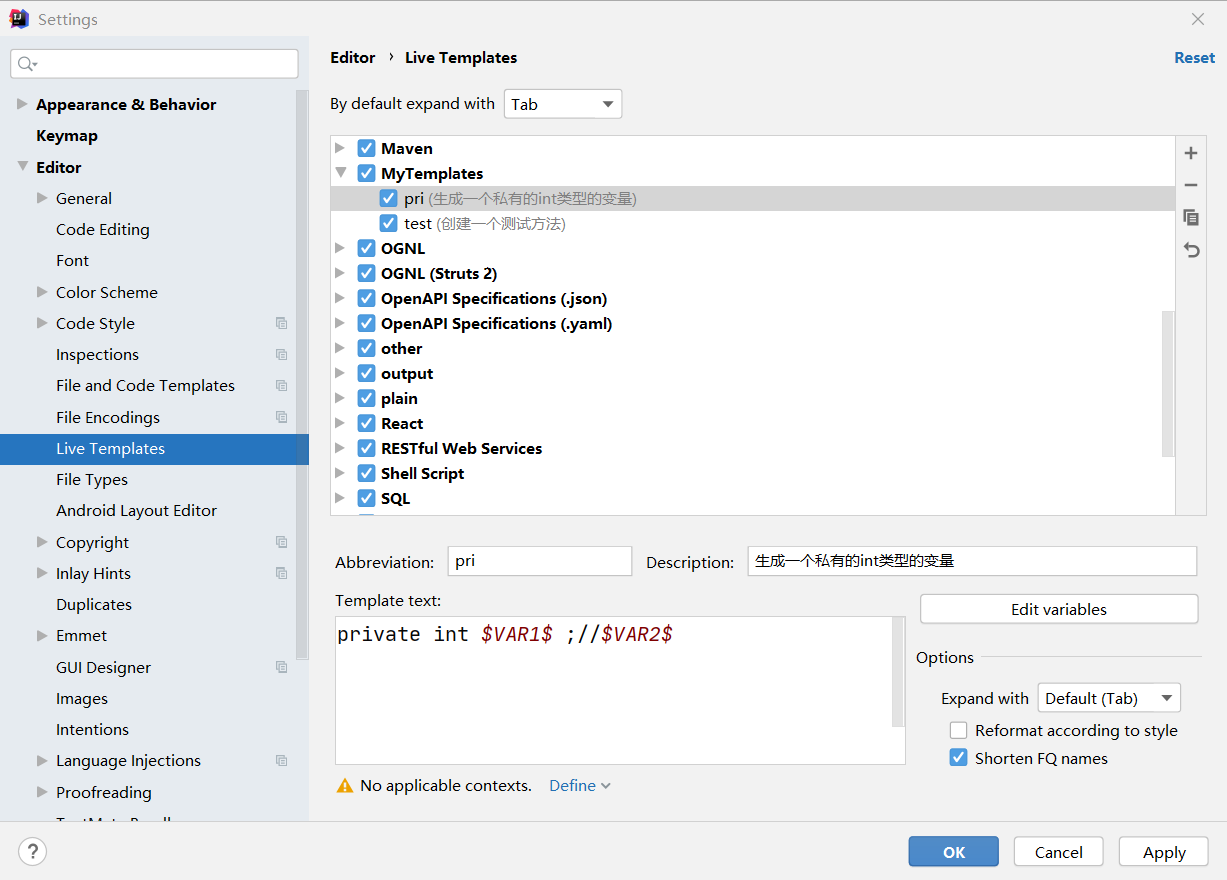 Settings
Appearance & Behavior
Keymap
Editor
General
Code Editing
Font
Color Scheme
Code Style
Inspections
File and Code Templates
File Encodings
Live Templates
File Types
Android Layout Editor
Copyright
Inlay Hints
Duplicates
Emmet
GUI Designer
Images
Intentions
Language Injections
Proofreading
Editor › Live Templates
Reset
By default expand with Tab
Maven
MyTemplates
pri (生成一个私有的int类型的变量)
test (创建一个测试方法)
OGNL
OGNL (Struts 2)
OpenAPI Specifications (.json)
OpenAPI Specifications (.yaml)
other
output
plain
React
RESTful Web Services
Shell Script
SQL
Abbreviation: pri Description: 生成一个私有的int类型的变量
Template text:
private int $VAR1$ ;//$VAR2$
Edit variables
Options
Expand with Default (Tab)
Reformat according to style
Shorten FQ names
No applicable contexts. Define
?
OK Cancel Apply